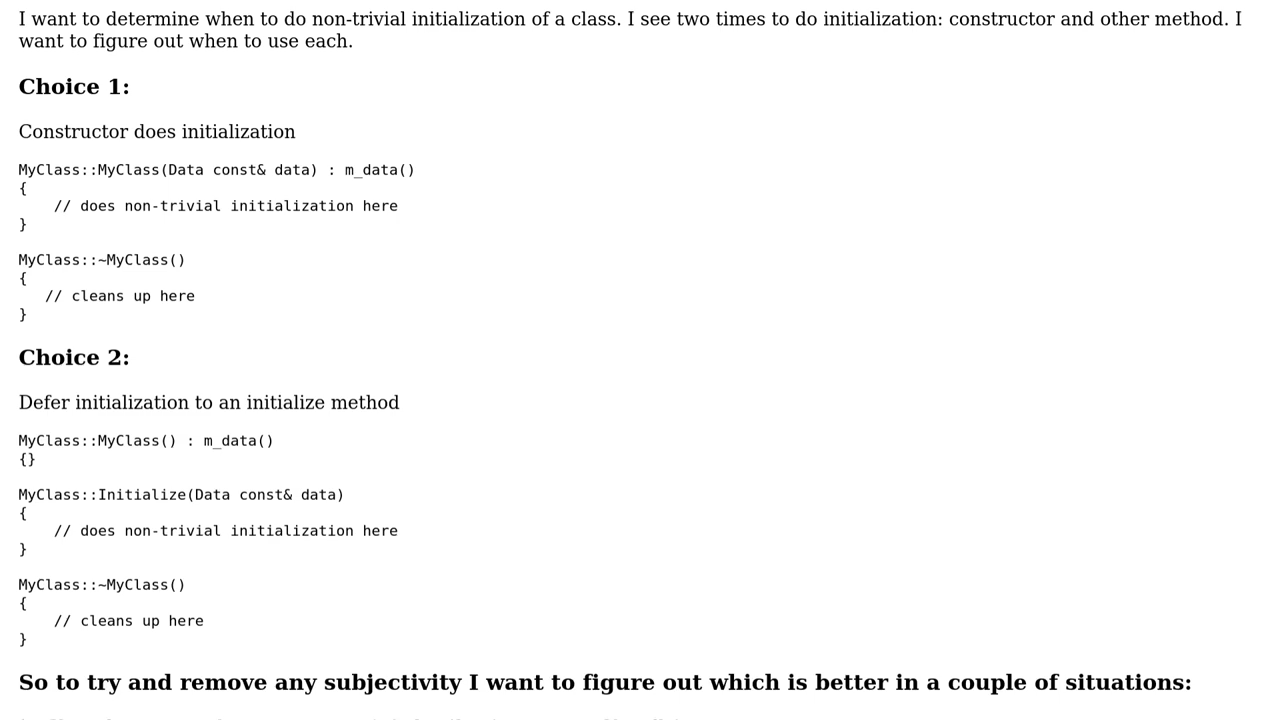 I want to determine when to do non-trivial initialization of a class. I see two times to do initialization: constructor and other method. I
want to figure out when to use each.
Choice 1:
Constructor does initialization
MyClass::MyClass(Data const& data) : m_data()
{
    // does non-trivial initialization here
}
MyClass::~MyClass()
{
   // cleans up here
}
Choice 2:
Defer initialization to an initialize method
MyClass::MyClass() : m_data()
{}
MyClass::Initialize(Data const& data)
{
    // does non-trivial initialization here
}
MyClass::~MyClass()
{
    // cleans up here
}
So to try and remove any subjectivity I want to figure out which is better in a couple of situations: